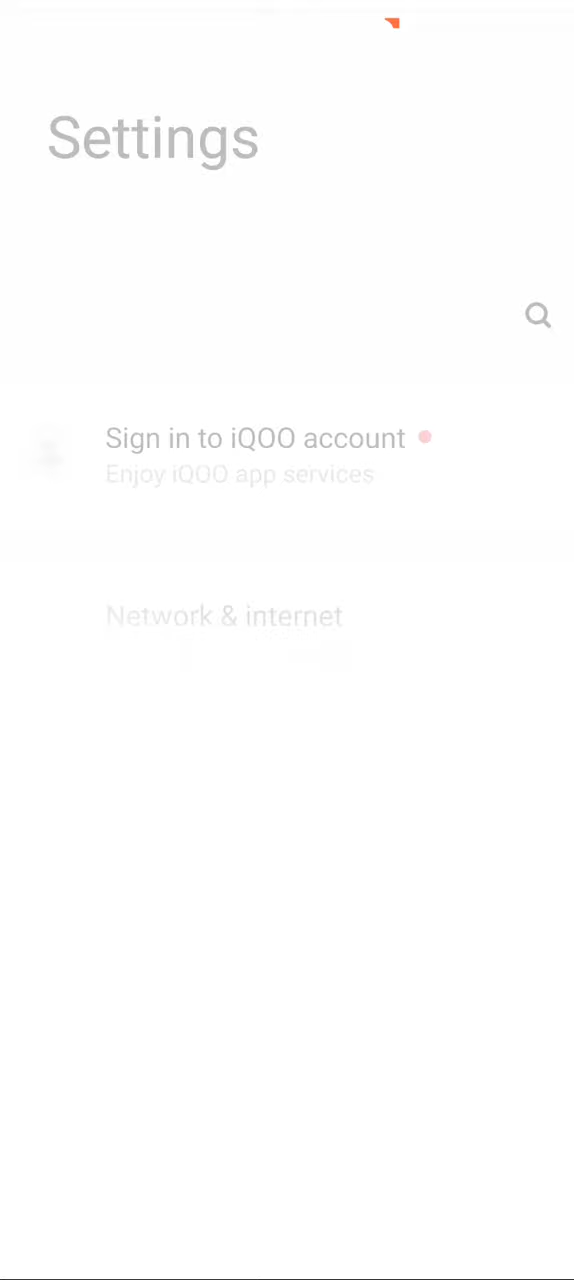 Settings
Sign in to iQOO account
Enjoy iQOO app services
Network & internet